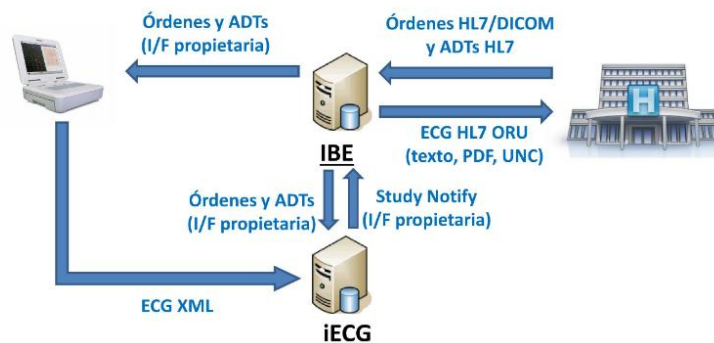 Órdenes y ADTs
(I/F propietaria)
Órdenes HL7/DICOM
y ADTs HL7
H
IBE
ECG HL7 ORU
(texto, PDF, UNC)
Órdenes y ADTs
(I/F propietaria)
Study Notify
(I/F propietaria)
ECG XML
iECG